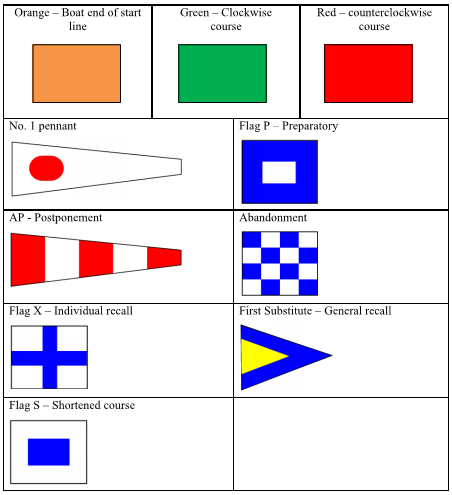 Orange – Boat end of start
line
Green – Clockwise
course
Red – counterclockwise
course
No. 1 pennant
Flag P – Preparatory
AP - Postponement
Abandonment
Flag X – Individual recall
First Substitute – General recall
Flag S – Shortened course